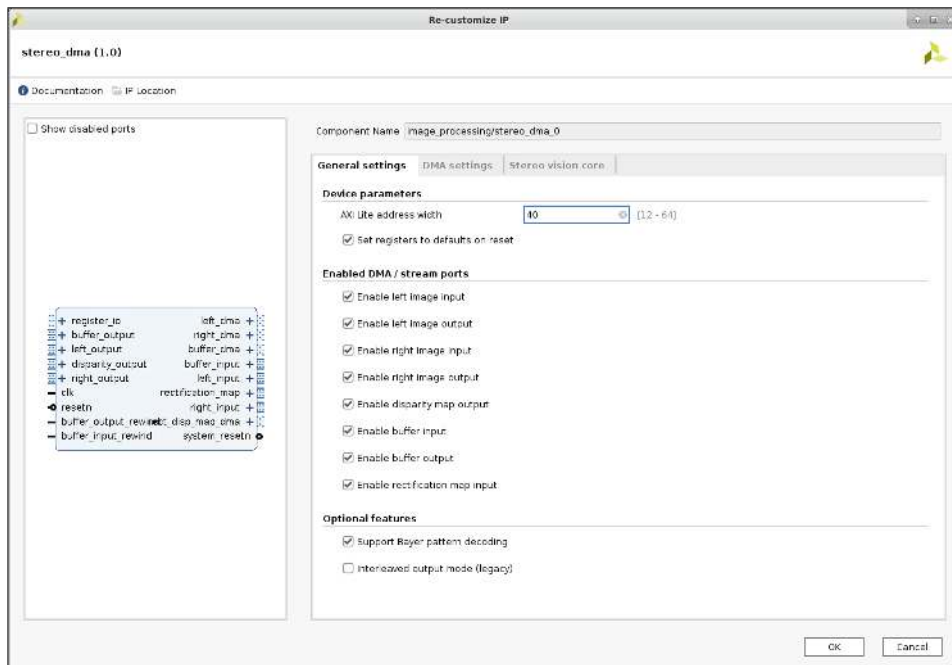 Re-customize IP
stereo_dma (1.0)
Documentation IP Location
Show disabled ports
register_io left_dma
buffer_output right_dma
left_output buffer_dma
disparity_output buffer_input
right_output left_input
clk rectification_map
resetn right_input
buffer_output_rewind
buffer_input_rewind system_resetn
Component Name image_processing/stereo_dma_0
General settings DMA settings Stereo vision core
Device parameters
AXI Lite address width 40 [12 - 64]
Set registers to defaults on reset
Enabled DMA / stream ports
Enable left image input
Enable left image output
Enable right image input
Enable right image output
Enable disparity map output
Enable buffer input
Enable buffer output
Enable rectification map input
Optional features
Support Bayer pattern decoding
Interleaved output mode (legacy)
OK Cancel